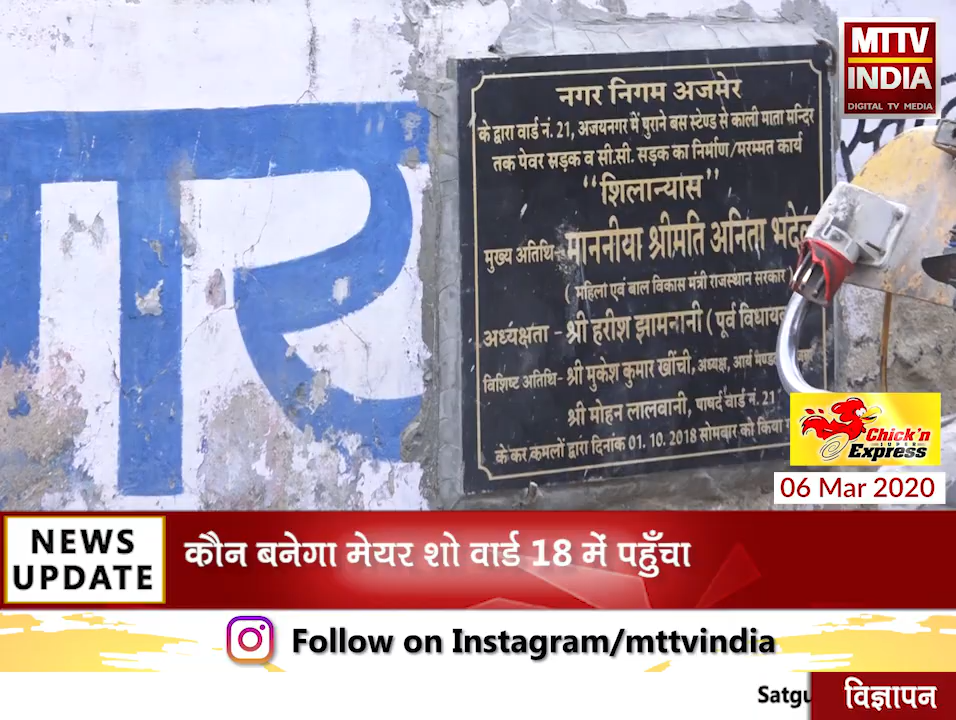 MTTV
INDIA
DIGITAL TV MEDIA
नगर निगम अजमेर
के द्वारा वार्ड नं. 21, अजयनगर में पुराने बस स्टेण्ड से काली माता मन्दिर
तक पेवर सड़क व सी.सी. सड़क का निर्माण/मरम्मत कार्य
“शिलान्यास”
मुख्य अतिथि- माननीया श्रीमति अनिता
( महिला एवं बाल विकास मंत्री राजस्थान सरकार )
अध्यक्षता - श्री हरीश झामनानी ( पूर्व
विशिष्ट अतिथि- श्री मुकेश कुमार खींची, अध्यक्ष, आर्य
श्री मोहन लालवानी, पार्षद वार्ड नं. 21
के कर कमलों द्वारा दिनांक 01. 10. 2018 सोमवार को किया
Chick'n
SUPER
Express
06 Mar 2020
NEWS
UPDATE
कौन बनेगा मेयर शो वार्ड 18 में पहुँचा
Follow on Instagram/mttvindia
Satgu
विज्ञापन